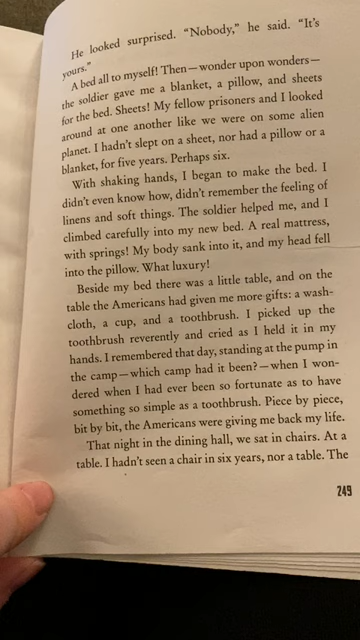 He looked surprised. “Nobody,” he said. “It’s
yours.”
A bed all to myself! Then—wonder upon wonders—
the soldier gave me a blanket, a pillow, and sheets
for the bed. Sheets! My fellow prisoners and I looked
around at one another like we were on some alien
planet. I hadn’t slept on a sheet, nor had a pillow or a
blanket, for five years. Perhaps six.
With shaking hands, I began to make the bed. I
didn’t even know how, didn’t remember the feeling of
linens and soft things. The soldier helped me, and I
climbed carefully into my new bed. A real mattress,
with springs! My body sank into it, and my head fell
into the pillow. What luxury!
Beside my bed there was a little table, and on the
table the Americans had given me more gifts: a wash-
cloth, a cup, and a toothbrush. I picked up the
toothbrush reverently and cried as I held it in my
hands. I remembered that day, standing at the pump in
the camp—which camp had it been?—when I won-
dered when I had ever been so fortunate as to have
something so simple as a toothbrush. Piece by piece,
bit by bit, the Americans were giving me back my life.
That night in the dining hall, we sat in chairs. At a
table. I hadn’t seen a chair in six years, nor a table. The
249